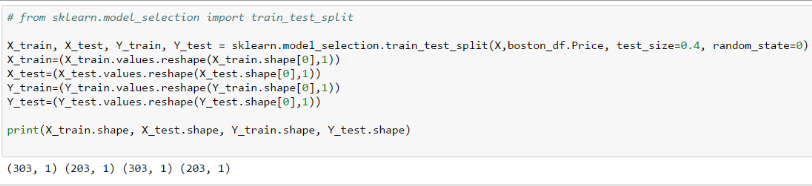 # from sklearn.model_selection import train_test_split
X_train, X_test, Y_train, Y_test = sklearn.model_selection.train_test_split(X,boston_df.Price, test_size=0.4, random_state=0)
X_train=(X_train.values.reshape(X_train.shape[0],1))
X_test=(X_test.values.reshape(X_test.shape[0],1))
Y_train=(Y_train.values.reshape(Y_train.shape[0],1))
Y_test=(Y_test.values.reshape(Y_test.shape[0],1))
print(X_train.shape, X_test.shape, Y_train.shape, Y_test.shape)
(303, 1) (203, 1) (303, 1) (203, 1)